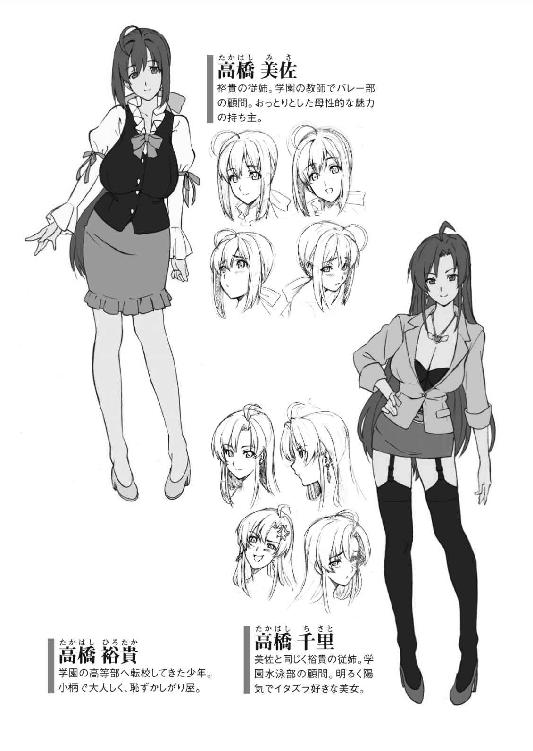 たかはし みさ
高橋 美佐
裕貴の従姉。学園の教師でバレー部
の顧問。おっとりとした母性的な魅力
の持ち主。
たかはし ひろたか
高橋 裕貴
学園の高等部へ転校してきた少年。
小柄で大人しく、恥ずかしがり屋。
たかはし ちさと
高橋 千里
美佐と同じく裕貴の従姉。学
園水泳部の顧問。明るく陽
気でイタズラ好きな美女。